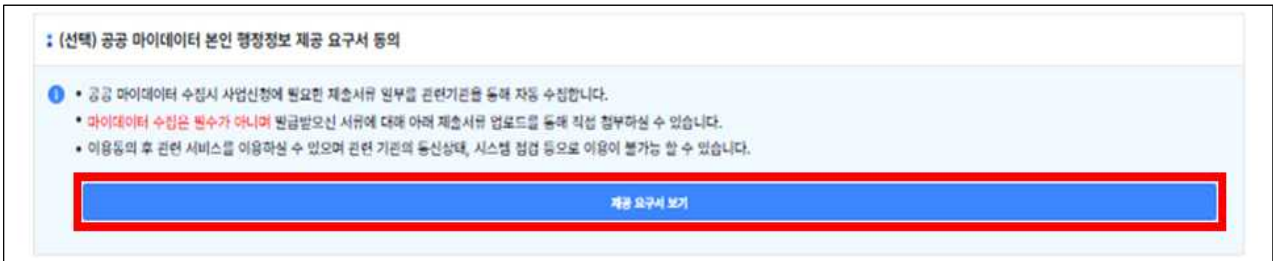 (선택) 공공 마이데이터 본인 행정정보 제공 요구서 동의
• 공공 마이데이터 수집시 사업신청에 필요한 제출서류 일부를 관련기관을 통해 자동 수집합니다.
• 마이데이터 수집은 필수가 아니며 발급받으신 서류에 대해 아래 제출서류 업로드를 통해 직접 첨부하실 수 있습니다.
• 이용동의 후 관련 서비스를 이용하실 수 있으며 관련 기관의 통신상태, 시스템 점검 등으로 이용이 불가능 할 수 있습니다.
제공 요구서 보기